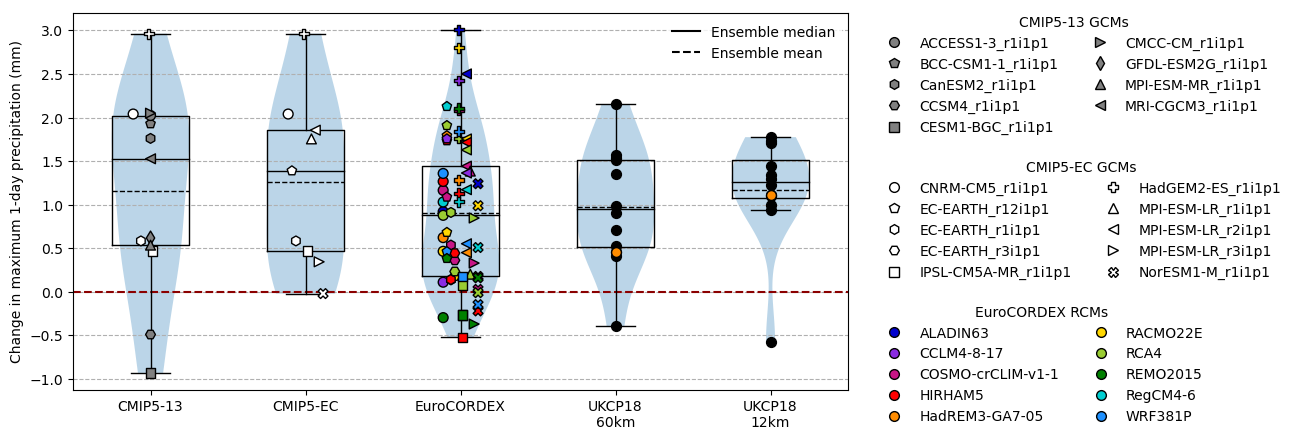 Change in maximum 1-day precipitation (mm)
3.0
2.5
2.0
1.5
1.0
0.5
0.0
−0.5
−1.0
Ensemble median
Ensemble mean
CMIP5-13
CMIP5-EC
EuroCORDEX
UKCP18
60km
UKCP18
12km
CMIP5-13 GCMs
ACCESS1-3_r1i1p1
BCC-CSM1-1_r1i1p1
CanESM2_r1i1p1
CCSM4_r1i1p1
CESM1-BGC_r1i1p1
CMCC-CM_r1i1p1
GFDL-ESM2G_r1i1p1
MPI-ESM-MR_r1i1p1
MRI-CGCM3_r1i1p1
CMIP5-EC GCMs
CNRM-CM5_r1i1p1
EC-EARTH_r12i1p1
EC-EARTH_r1i1p1
EC-EARTH_r3i1p1
IPSL-CM5A-MR_r1i1p1
HadGEM2-ES_r1i1p1
MPI-ESM-LR_r1i1p1
MPI-ESM-LR_r2i1p1
MPI-ESM-LR_r3i1p1
NorESM1-M_r1i1p1
EuroCORDEX RCMs
ALADIN63
CCLM4-8-17
COSMO-crCLIM-v1-1
HIRHAM5
HadREM3-GA7-05
RACMO22E
RCA4
REMO2015
RegCM4-6
WRF381P